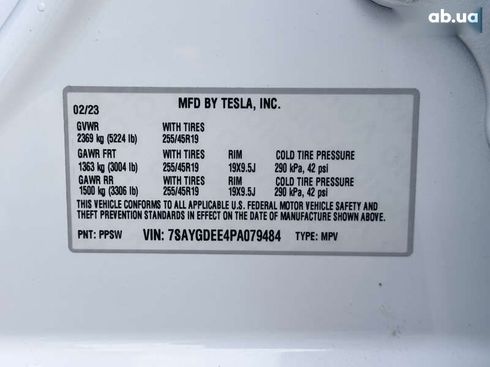 ab.ua
02/23 MFD BY TESLA, INC.
GVWR WITH TIRES
2369 kg (5224 lb) 255/45R19
GAWR FRT WITH TIRES RIM COLD TIRE PRESSURE
1363 kg (3004 lb) 255/45R19 19X9.5J 290 kPa, 42 psi
GAWR RR WITH TIRES RIM COLD TIRE PRESSURE
1500 kg (3306 lb) 255/45R19 19X9.5J 290 kPa, 42 psi
THIS VEHICLE CONFORMS TO ALL APPLICABLE U.S. FEDERAL MOTOR VEHICLE SAFETY AND
THEFT PREVENTION STANDARDS IN EFFECT ON THE DATE OF MANUFACTURE SHOWN ABOVE.
PNT: PPSW VIN: 7SAYGDEE4PA079484 TYPE: MPV